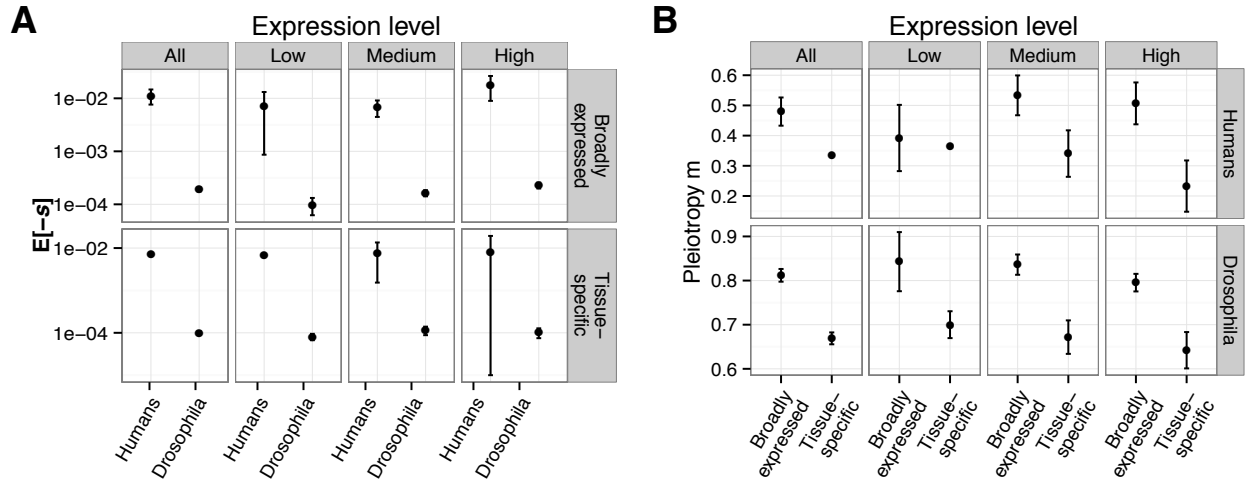 A
Expression level
All
Low
Medium
High
E[−s]
1e−02
1e−03
1e−04
Broadly
expressed
1e−02
1e−04
Tissue−
specific
Humans
Drosophila
Humans
Drosophila
Humans
Drosophila
Humans
Drosophila
B
Expression level
All
Low
Medium
High
Pleiotropy m
0.6
0.5
0.4
0.3
0.2
Humans
0.9
0.8
0.7
0.6
Drosophila
Broadly
expressed
Tissue−
specific
Broadly
expressed
Tissue−
specific
Broadly
expressed
Tissue−
specific
Broadly
expressed
Tissue−
specific